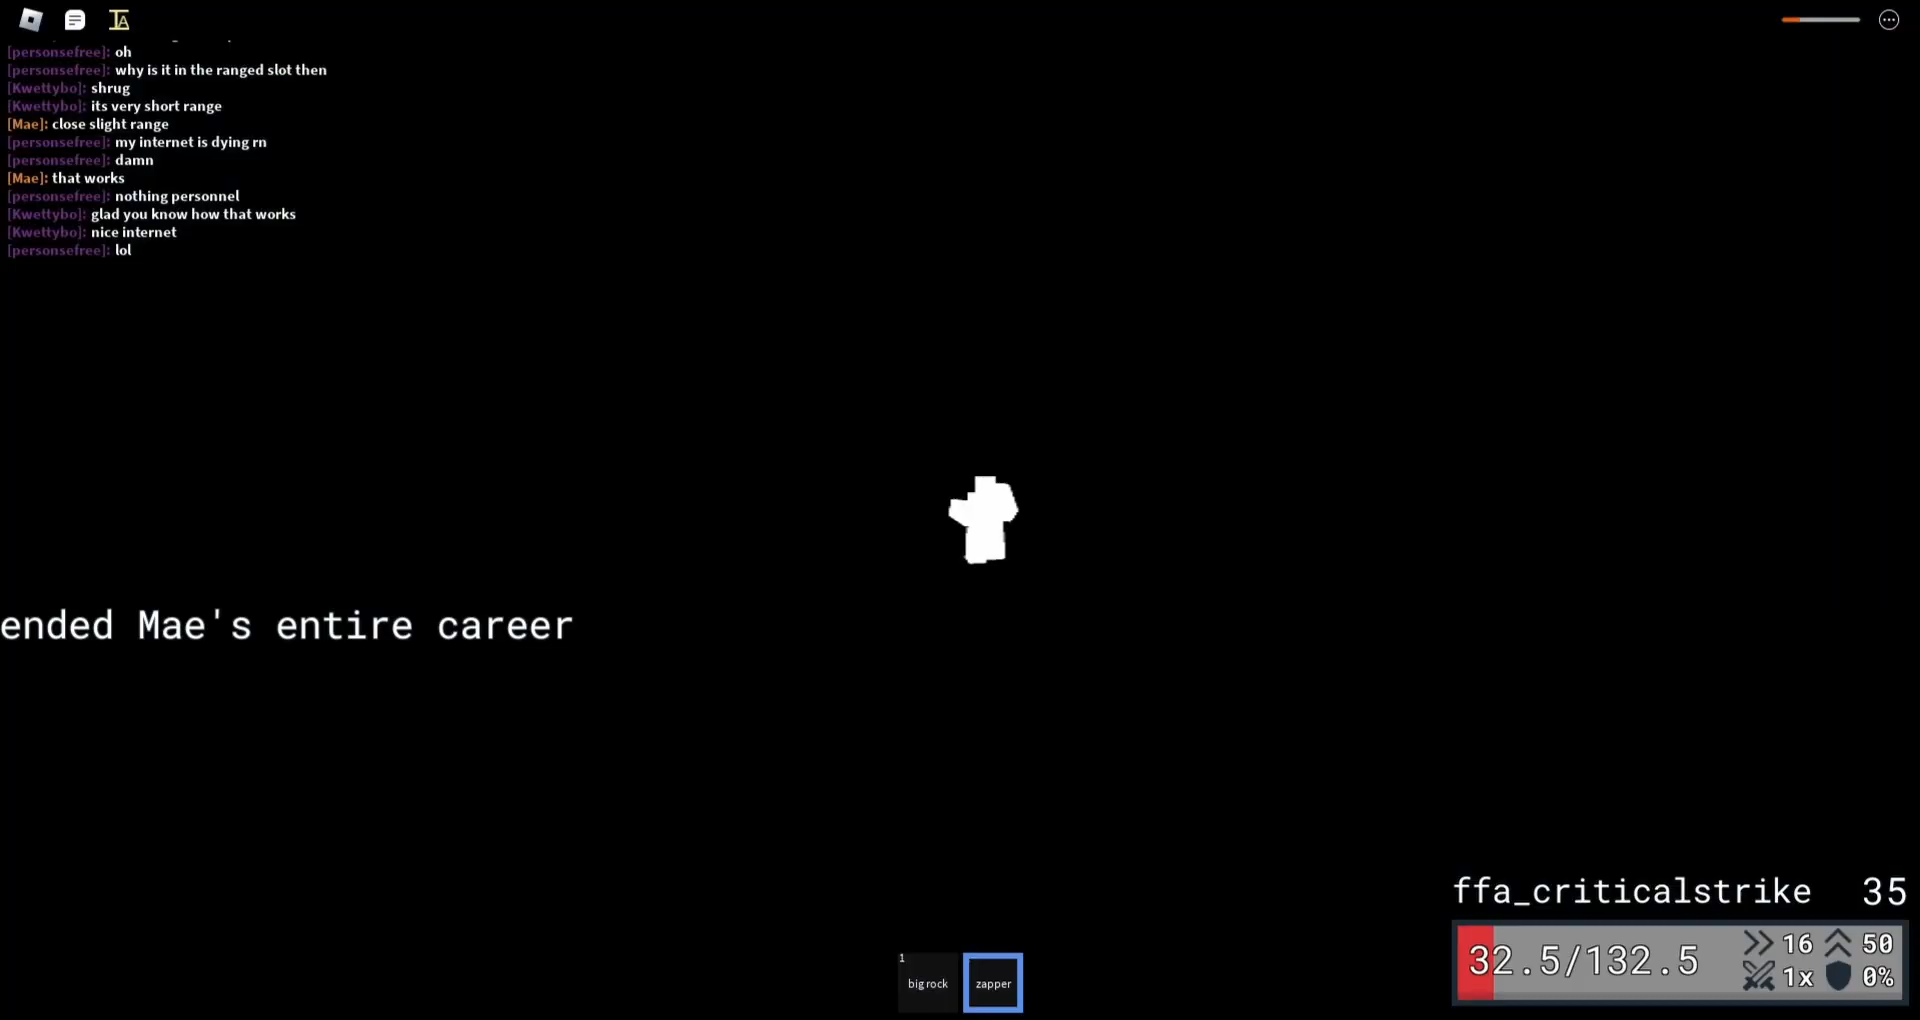 [personsefree]: oh
[personsefree]: why is it in the ranged slot then
[Kwettybo]: shrug
[Kwettybo]: its very short range
[Mae]: close slight range
[personsefree]: my internet is dying rn
[personsefree]: damn
[Mae]: that works
[personsefree]: nothing personnel
[Kwettybo]: glad you know how that works
[Kwettybo]: nice internet
[personsefree]: lol
ended Mae's entire career
ffa_criticalstrike 35
32.5/132.5
16 50
1x 0%
1
big rock
zapper